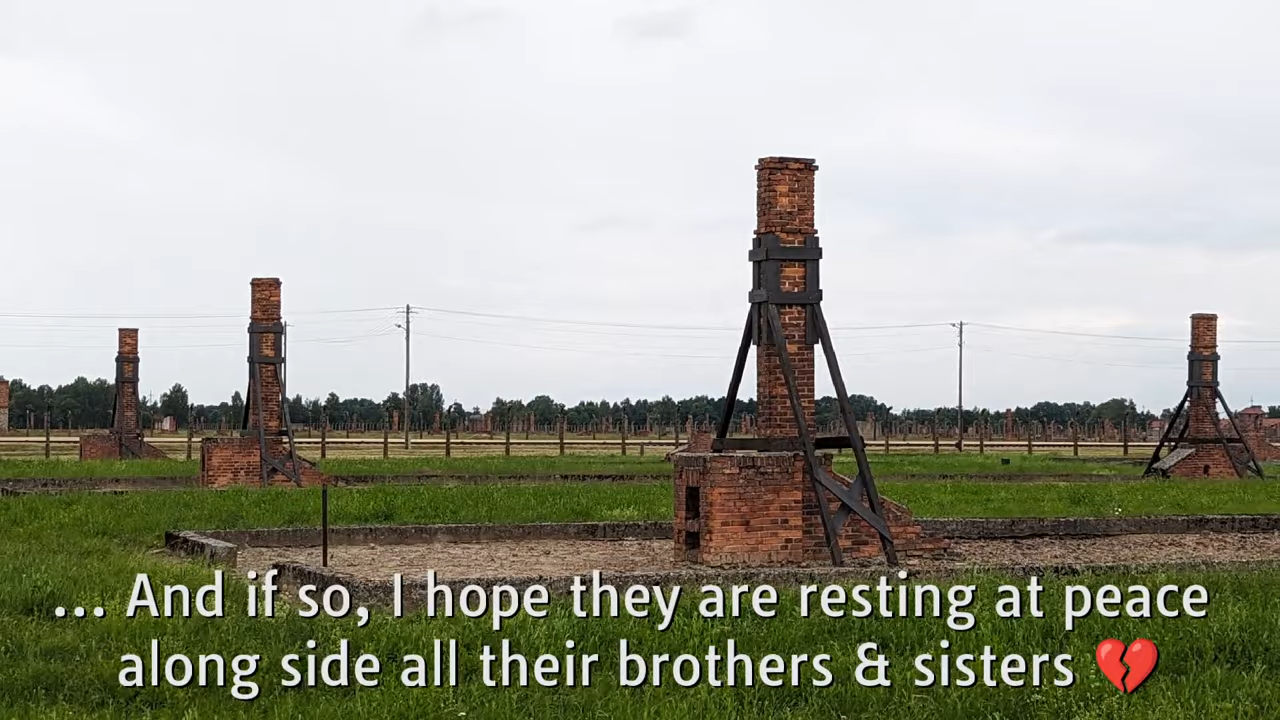 ... And if so, I hope they are resting at peace
along side all their brothers & sisters 💔